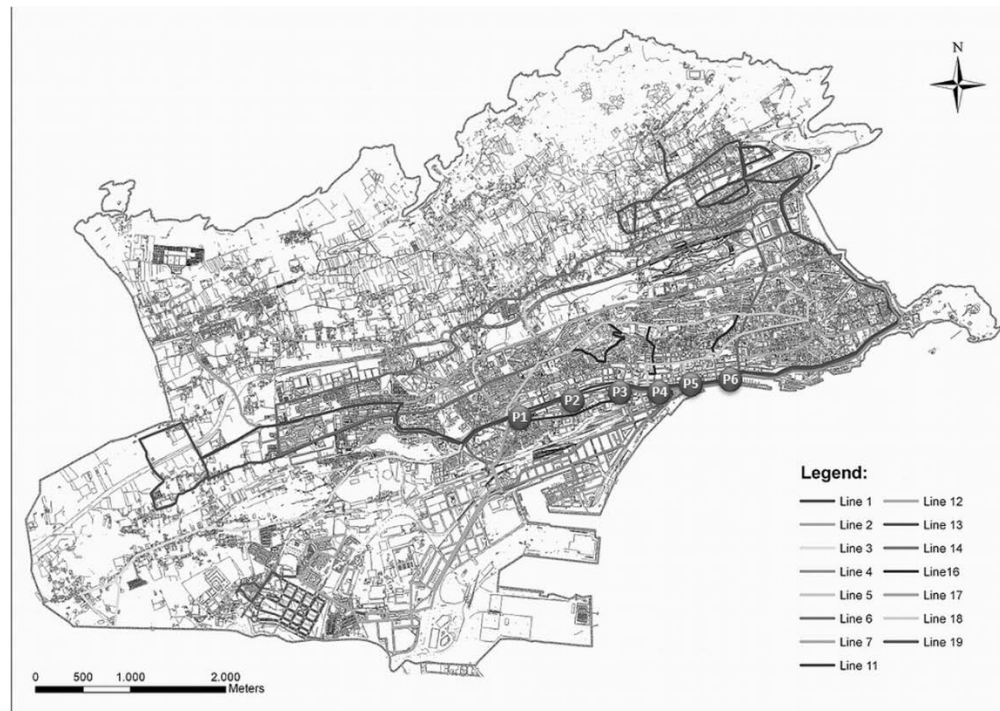 N
P1 P2 P3 P4 P5 P6
Legend:
Line 1 Line 12
Line 2 Line 13
Line 3 Line 14
Line 4 Line16
Line 5 Line 17
Line 6 Line 18
Line 7 Line 19
Line 11
0 500 1.000 2.000
Meters